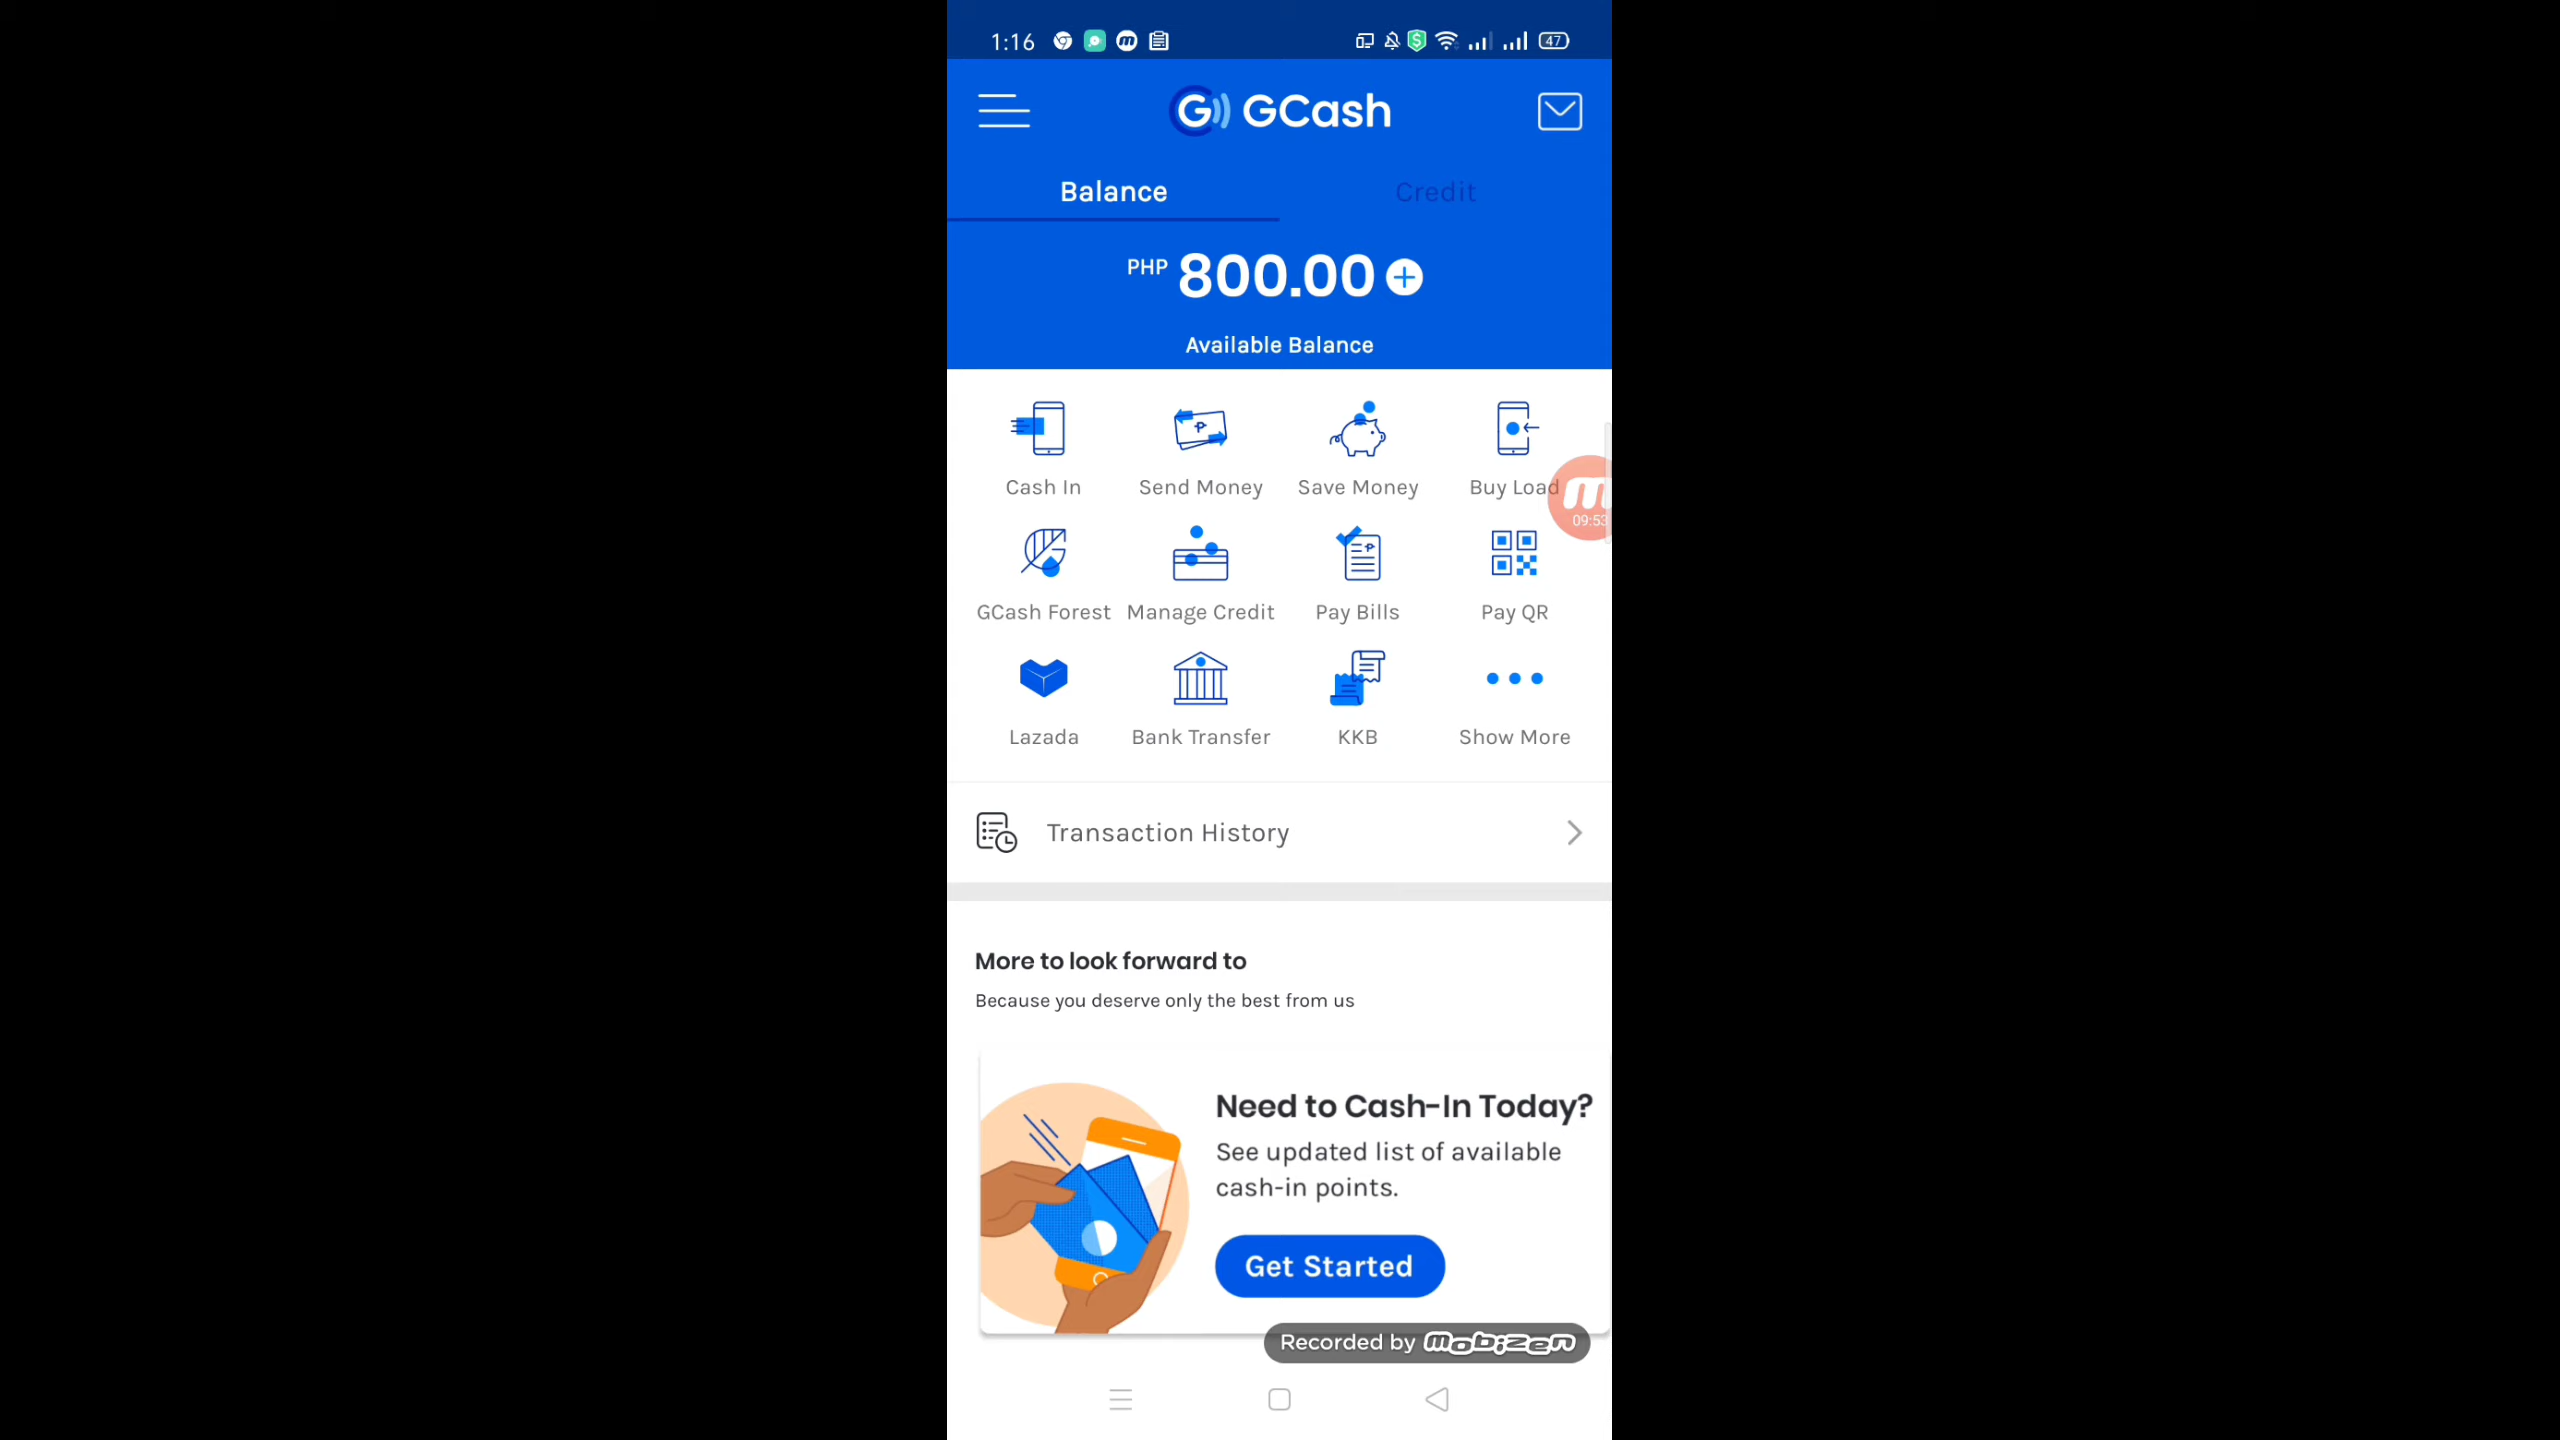 1:16 47
GCash
Balance Credit
PHP 800.00
Available Balance
Cash In Send Money Save Money Buy Load
09:53
GCash Forest Manage Credit Pay Bills Pay QR
Lazada Bank Transfer KKB Show More
Transaction History
More to look forward to
Because you deserve only the best from us
Need to Cash-In Today?
See updated list of available
cash-in points.
Get Started
Recorded by mobizen